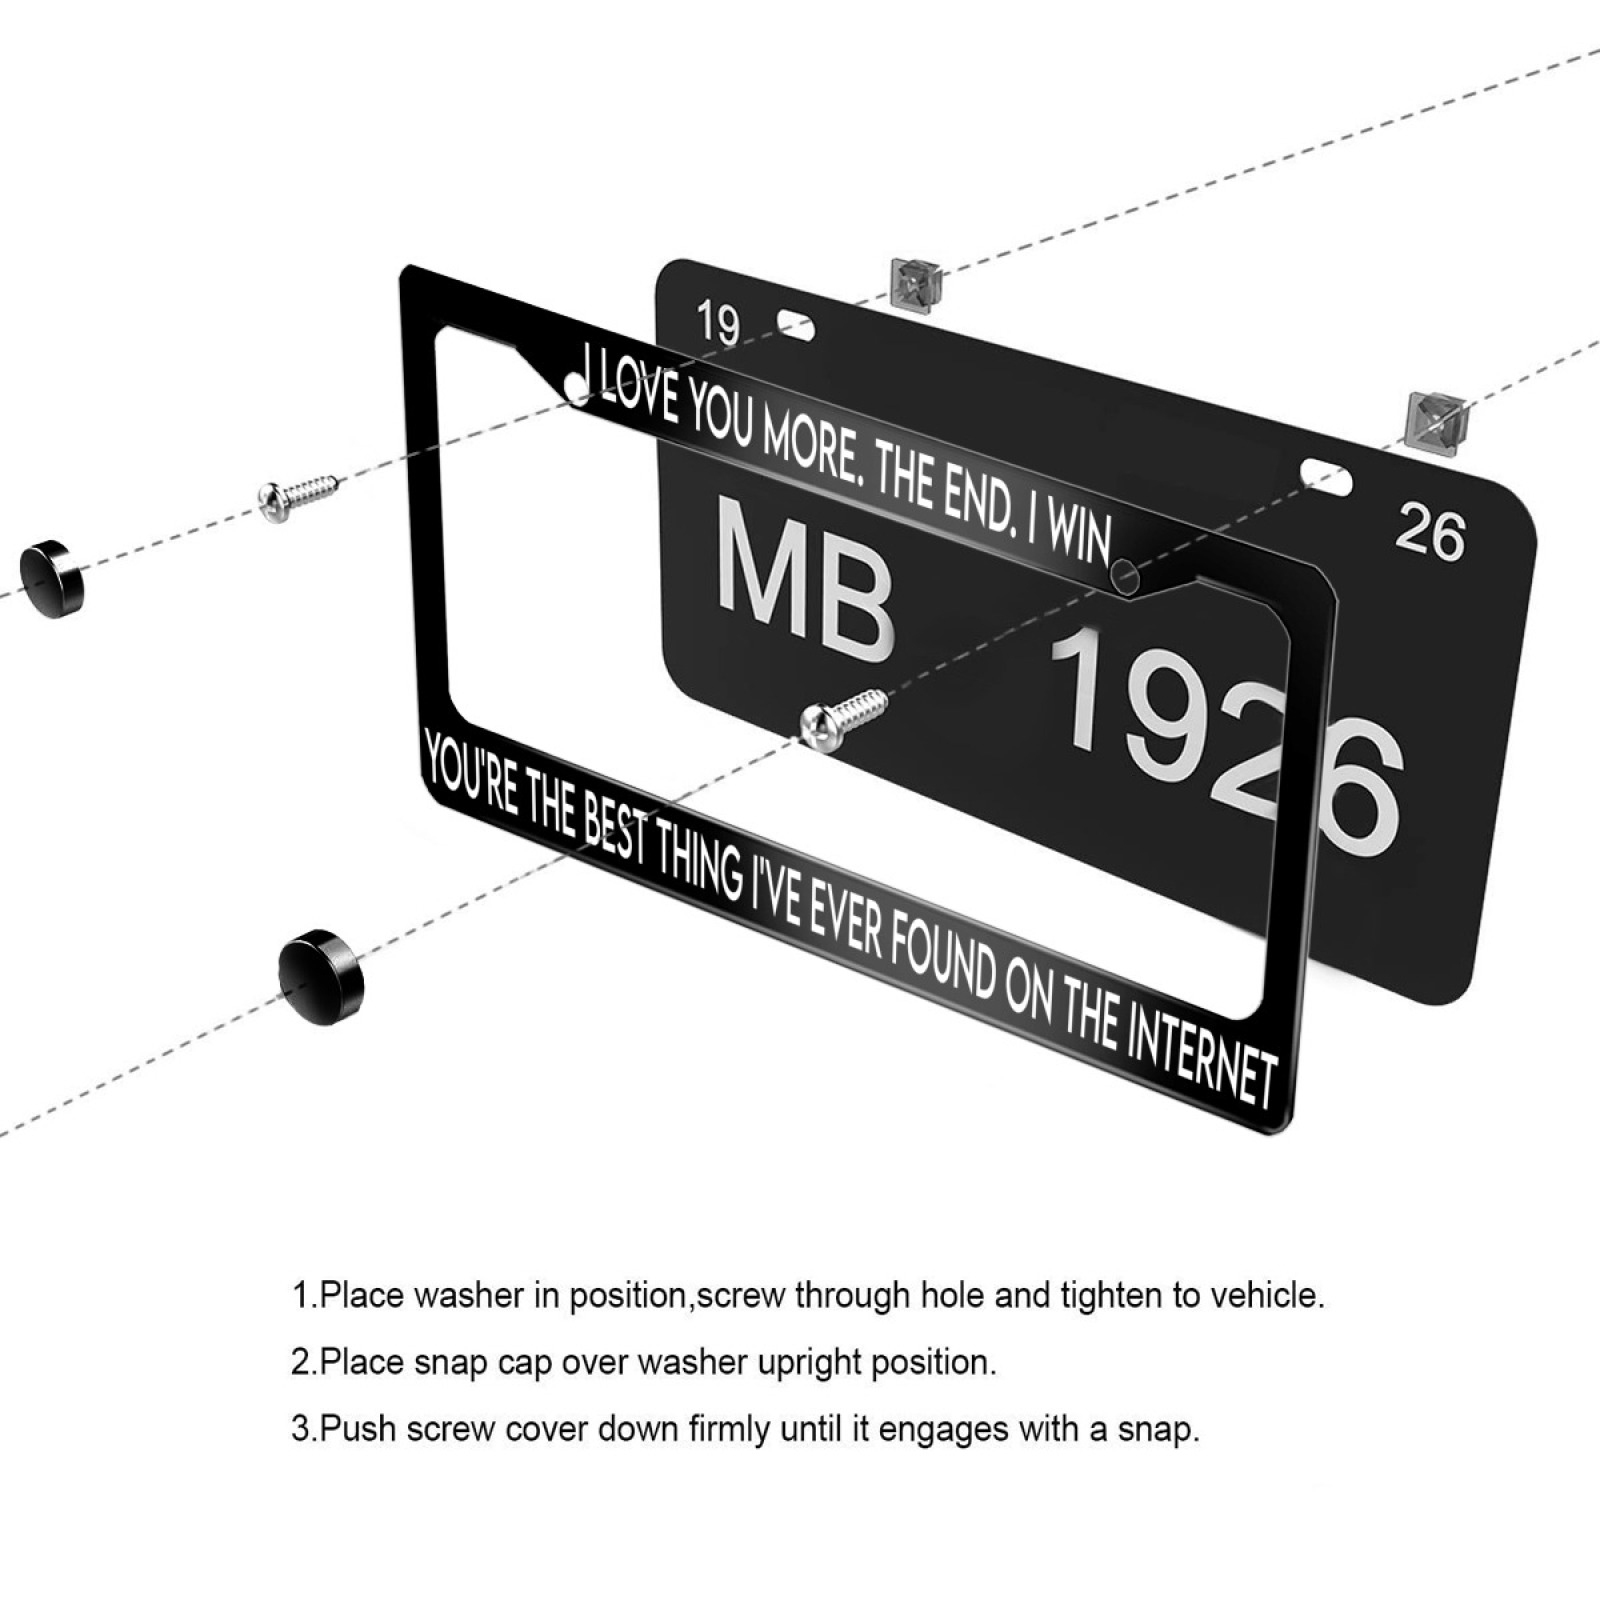 19
I LOVE YOU MORE. THE END. I WIN
26
MB 1926
YOU'RE THE BEST THING I'VE EVER FOUND ON THE INTERNET
1.Place washer in position,screw through hole and tighten to vehicle.
2.Place snap cap over washer upright position.
3.Push screw cover down firmly until it engages with a snap.